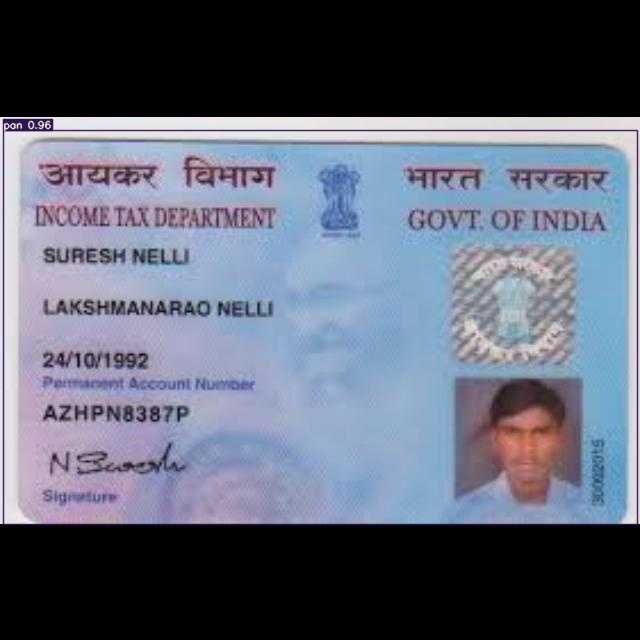 pan 0.96
आयकर विभाग
भारत सरकार
INCOME TAX DEPARTMENT
GOVT. OF INDIA
SURESH NELLI
LAKSHMANARAO NELLI
24/10/1992
Permanent Account Number
AZHPN8387P
N Suresh
Signature